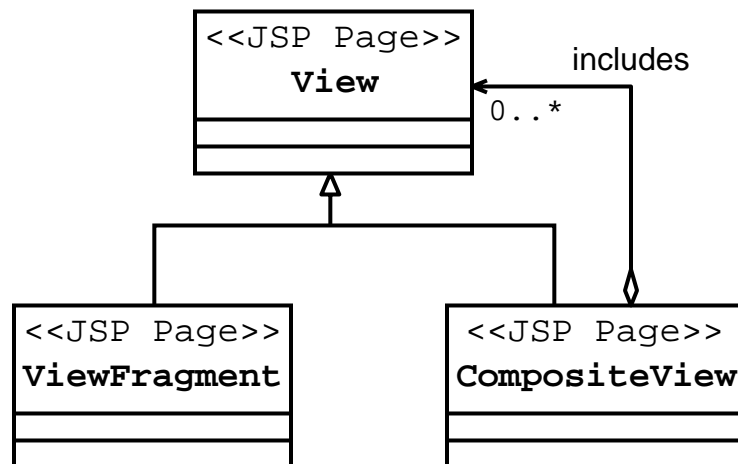 <<JSP Page>>
View
includes
0..*
<<JSP Page>>
ViewFragment
<<JSP Page>>
CompositeView